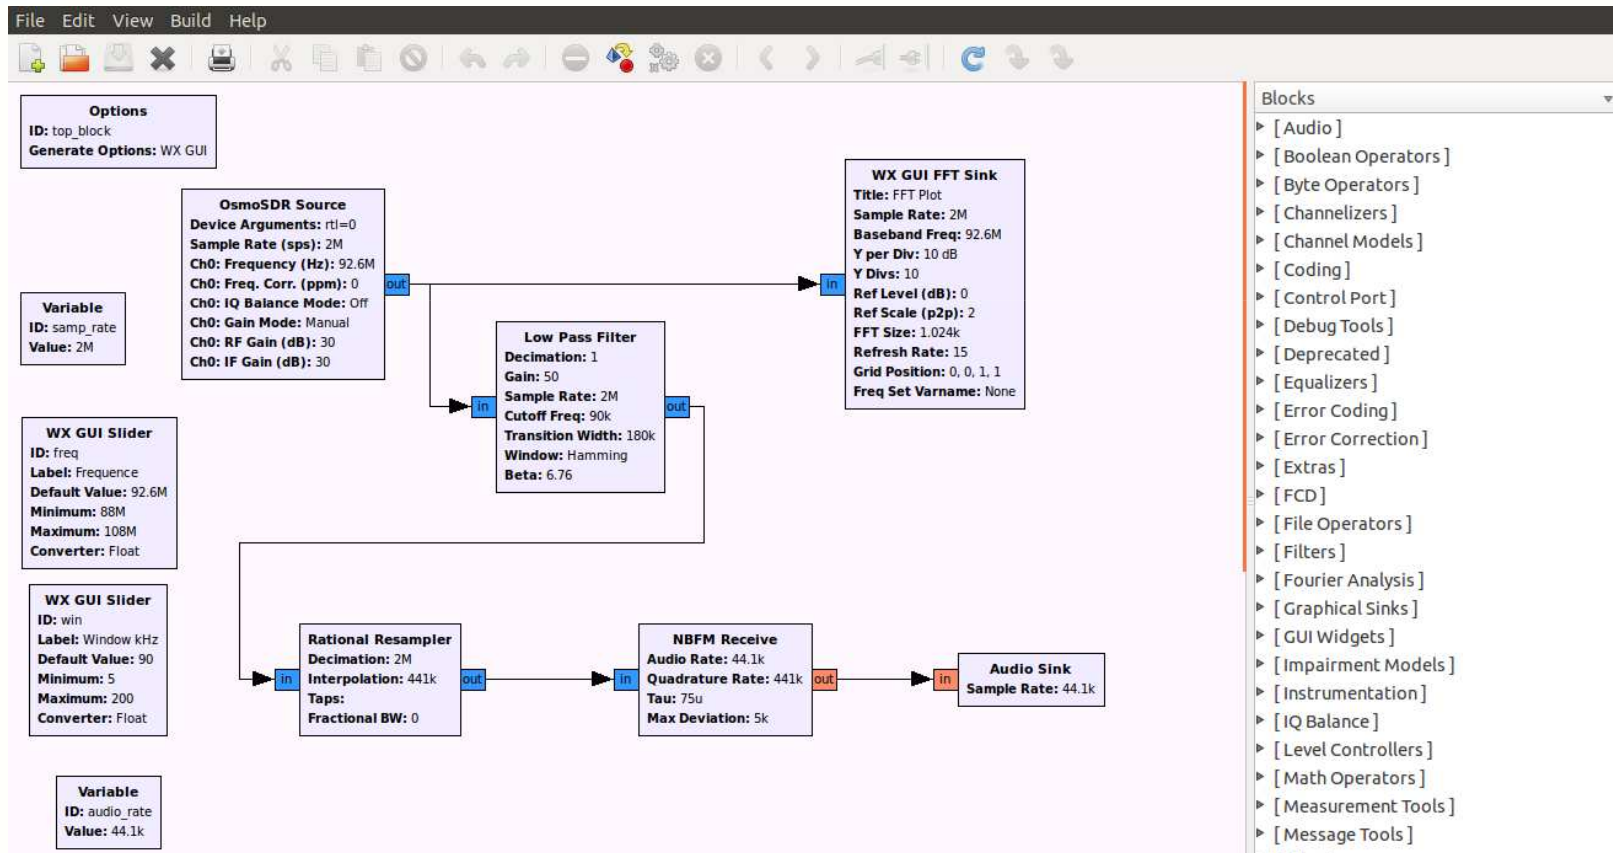 File Edit View Build Help
Options
ID: top_block
Generate Options: WX GUI
OsmoSDR Source
Device Arguments: rtl=0
Sample Rate (sps): 2M
Ch0: Frequency (Hz): 92.6M
Ch0: Freq. Corr. (ppm): 0
Ch0: IQ Balance Mode: Off
Ch0: Gain Mode: Manual
Ch0: RF Gain (dB): 30
Ch0: IF Gain (dB): 30
out
WX GUI FFT Sink
Title: FFT Plot
Sample Rate: 2M
Baseband Freq: 92.6M
Y per Div: 10 dB
Y Divs: 10
Ref Level (dB): 0
Ref Scale (p2p): 2
FFT Size: 1.024k
Refresh Rate: 15
Grid Position: 0, 0, 1, 1
Freq Set Varname: None
in
Variable
ID: samp_rate
Value: 2M
Low Pass Filter
Decimation: 1
Gain: 50
Sample Rate: 2M
Cutoff Freq: 90k
Transition Width: 180k
Window: Hamming
Beta: 6.76
in
out
WX GUI Slider
ID: freq
Label: Frequence
Default Value: 92.6M
Minimum: 88M
Maximum: 108M
Converter: Float
WX GUI Slider
ID: win
Label: Window kHz
Default Value: 90
Minimum: 5
Maximum: 200
Converter: Float
in
Rational Resampler
Decimation: 2M
Interpolation: 441k
Taps:
Fractional BW: 0
out
in
NBFM Receive
Audio Rate: 44.1k
Quadrature Rate: 441k
Tau: 75u
Max Deviation: 5k
out
in
Audio Sink
Sample Rate: 44.1k
Variable
ID: audio_rate
Value: 44.1k
Blocks
[ Audio ]
[ Boolean Operators ]
[ Byte Operators ]
[ Channelizers ]
[ Channel Models ]
[ Coding ]
[ Control Port ]
[ Debug Tools ]
[ Deprecated ]
[ Equalizers ]
[ Error Coding ]
[ Error Correction ]
[ Extras ]
[ FCD ]
[ File Operators ]
[ Filters ]
[ Fourier Analysis ]
[ Graphical Sinks ]
[ GUI Widgets ]
[ Impairment Models ]
[ Instrumentation ]
[ IQ Balance ]
[ Level Controllers ]
[ Math Operators ]
[ Measurement Tools ]
[ Message Tools ]